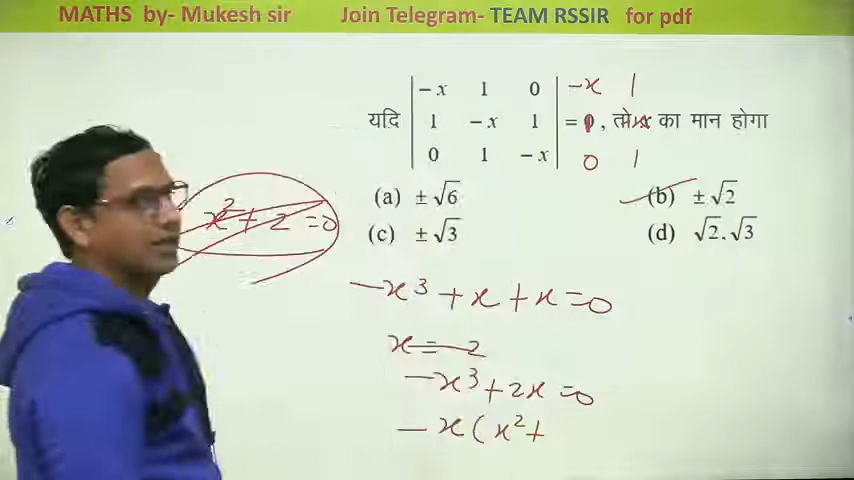 MATHS by- Mukesh sir Join Telegram- TEAM RSSIR for pdf
-x 1 0 -x 1
यदि 1 -x 1 = 0, तो x का मान होगा
0 1 -x 0 1
(a) ±√6 (b) ±√2
x² + 2 = 0
(c) ±√3 (d) √2.√3
-x³ + x + x = 0
x = 2
-x³ + 2x = 0
-x(x² +